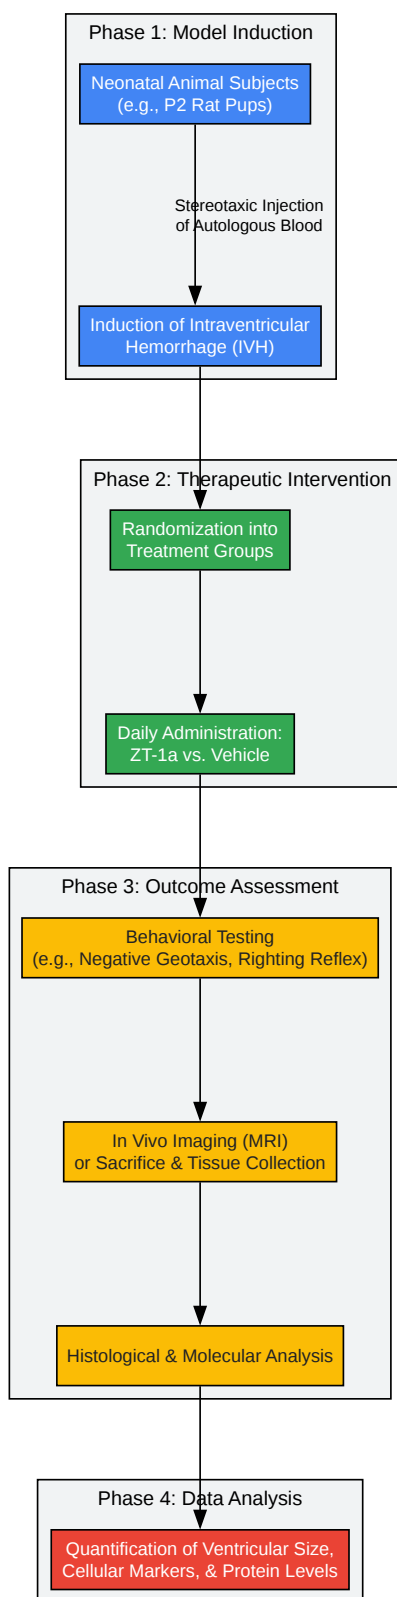 Phase 1: Model Induction
Neonatal Animal Subjects
(e.g., P2 Rat Pups)
Stereotaxic Injection
of Autologous Blood
Induction of Intraventricular
Hemorrhage (IVH)
Phase 2: Therapeutic Intervention
Randomization into
Treatment Groups
Daily Administration:
ZT-1a vs. Vehicle
Phase 3: Outcome Assessment
Behavioral Testing
(e.g., Negative Geotaxis, Righting Reflex)
In Vivo Imaging (MRI)
or Sacrifice & Tissue Collection
Histological & Molecular Analysis
Phase 4: Data Analysis
Quantification of Ventricular Size,
Cellular Markers, & Protein Levels